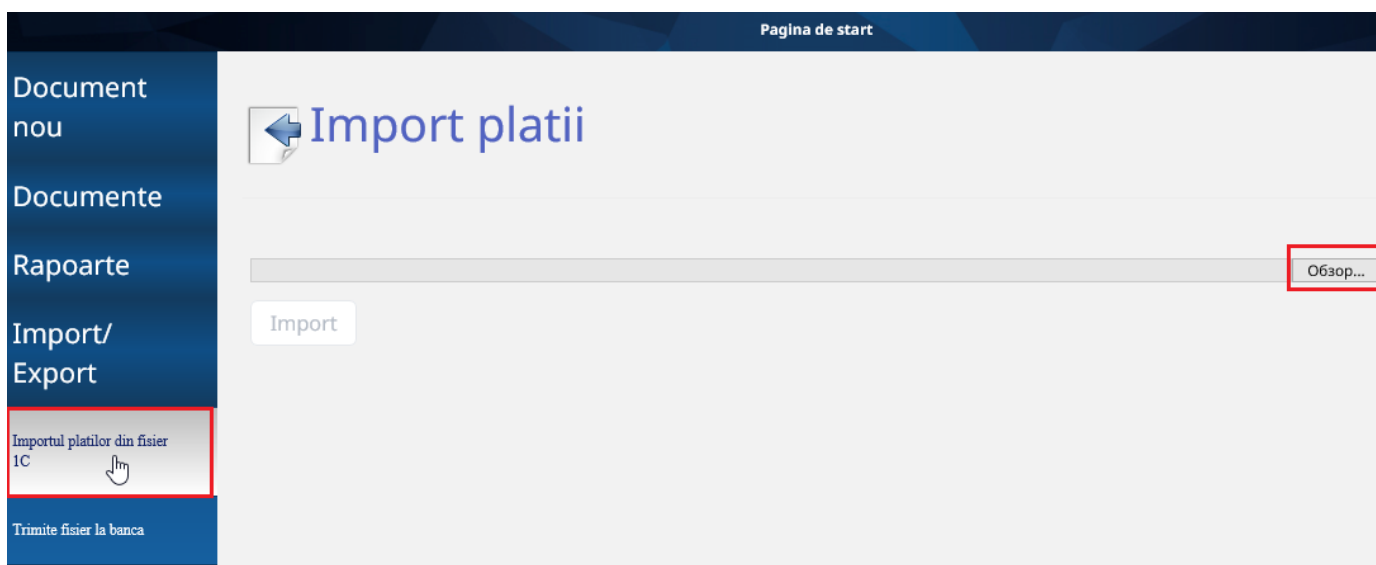 Pagina de start
Document
nou
Documente
Rapoarte
Import/
Export
Importul platilor din fisier
1C
Trimite fisier la banca
Import platii
Обзор...
Import